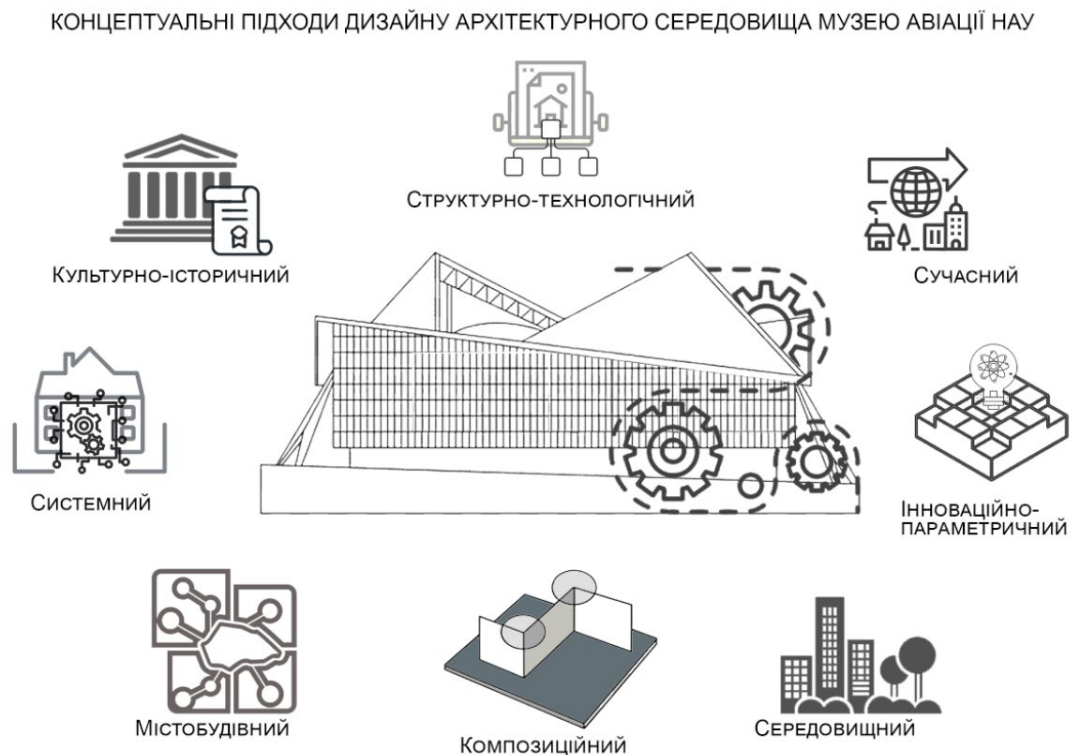 КОНЦЕПТУАЛЬНІ ПІДХОДИ ДИЗАЙНУ АРХІТЕКТУРНОГО СЕРЕДОВИЩА МУЗЕЮ АВІАЦІЇ НАУ
СТРУКТУРНО-ТЕХНОЛОГІЧНИЙ
КУЛЬТУРНО-ІСТОРИЧНИЙ
СУЧАСНИЙ
СИСТЕМНИЙ
ІННОВАЦІЙНО-
ПАРАМЕТРИЧНИЙ
МІСТОБУДІВНИЙ
КОМПОЗИЦІЙНИЙ
СЕРЕДОВИЩНИЙ